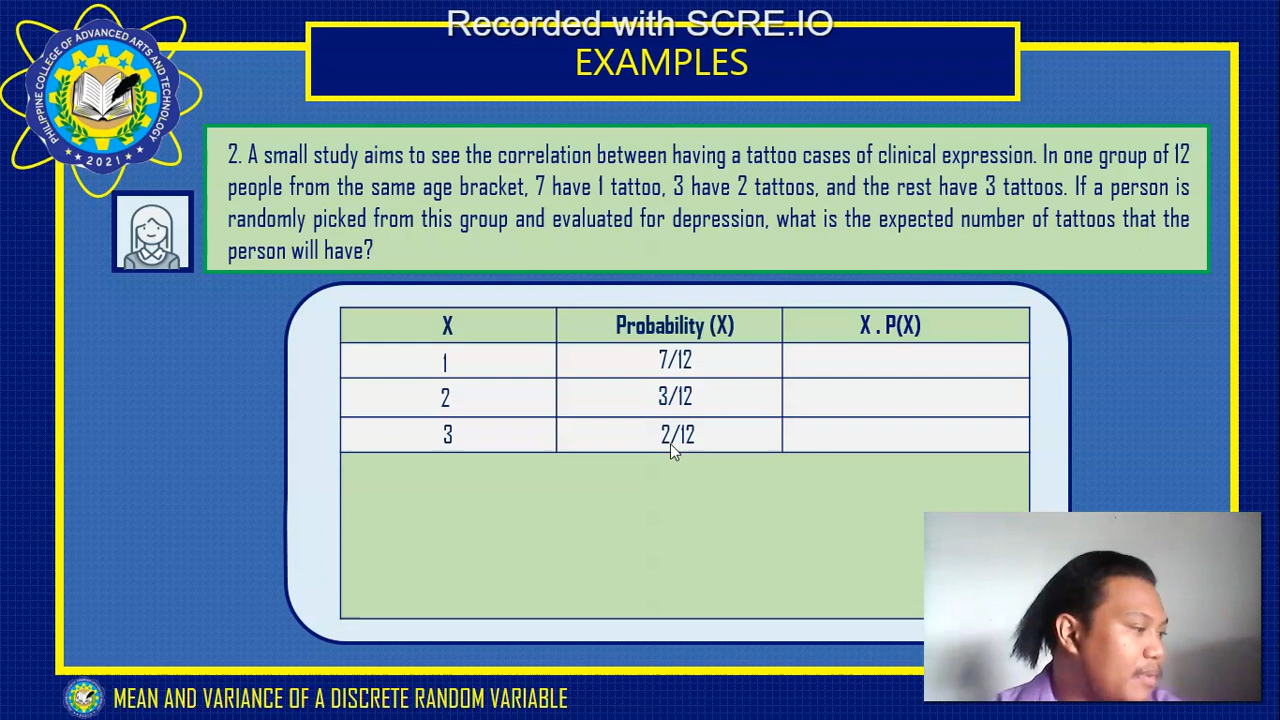 Recorded with SCRE.IO
EXAMPLES
PHILIPPINE COLLEGE OF ADVANCED ARTS AND TECHNOLOGY
2021
2. A small study aims to see the correlation between having a tattoo cases of clinical expression. In one group of 12
people from the same age bracket, 7 have 1 tattoo, 3 have 2 tattoos, and the rest have 3 tattoos. If a person is
randomly picked from this group and evaluated for depression, what is the expected number of tattoos that the
person will have?
X Probability (X) X . P(X)
1 7/12
2 3/12
3 2/12
MEAN AND VARIANCE OF A DISCRETE RANDOM VARIABLE